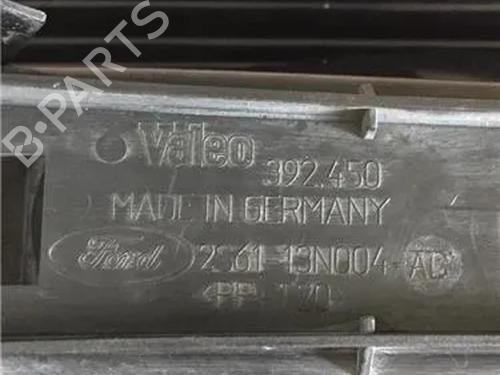 B-PARTS
Valeo 392.450
MADE IN GERMANY
Ford 2S61-13N004-AC
>PP-T20<